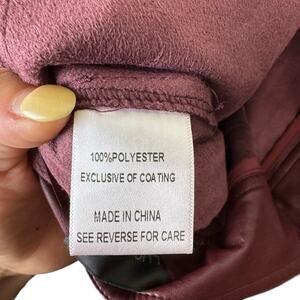 100%POLYESTER
EXCLUSIVE OF COATING
MADE IN CHINA
SEE REVERSE FOR CARE